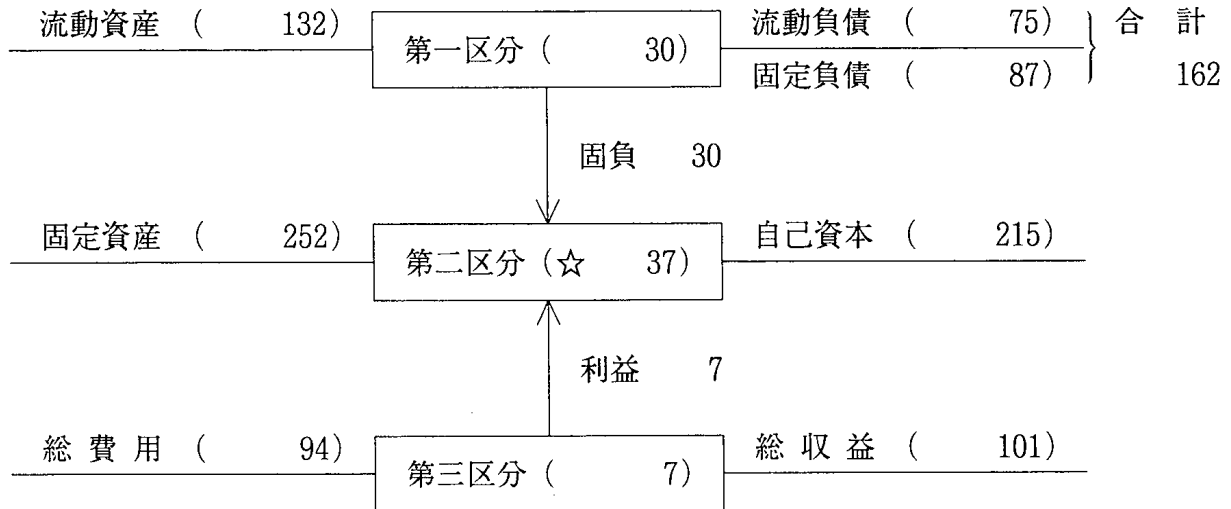 流動資産 ( 132) 第一区分 ( 30) 流動負債 ( 75) 合 計
固定負債 ( 87) 162
固負 30
固定資産 ( 252) 第二区分 (☆ 37) 自己資本 ( 215)
利益 7
総 費 用 ( 94) 第三区分 ( 7) 総 収 益 ( 101)